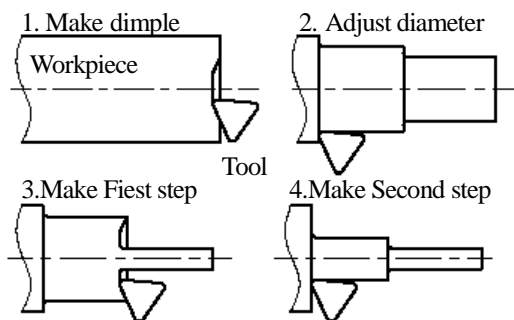 1. Make dimple
2. Adjust diameter
Workpiece
Tool
3.Make Fiest step
4.Make Second step